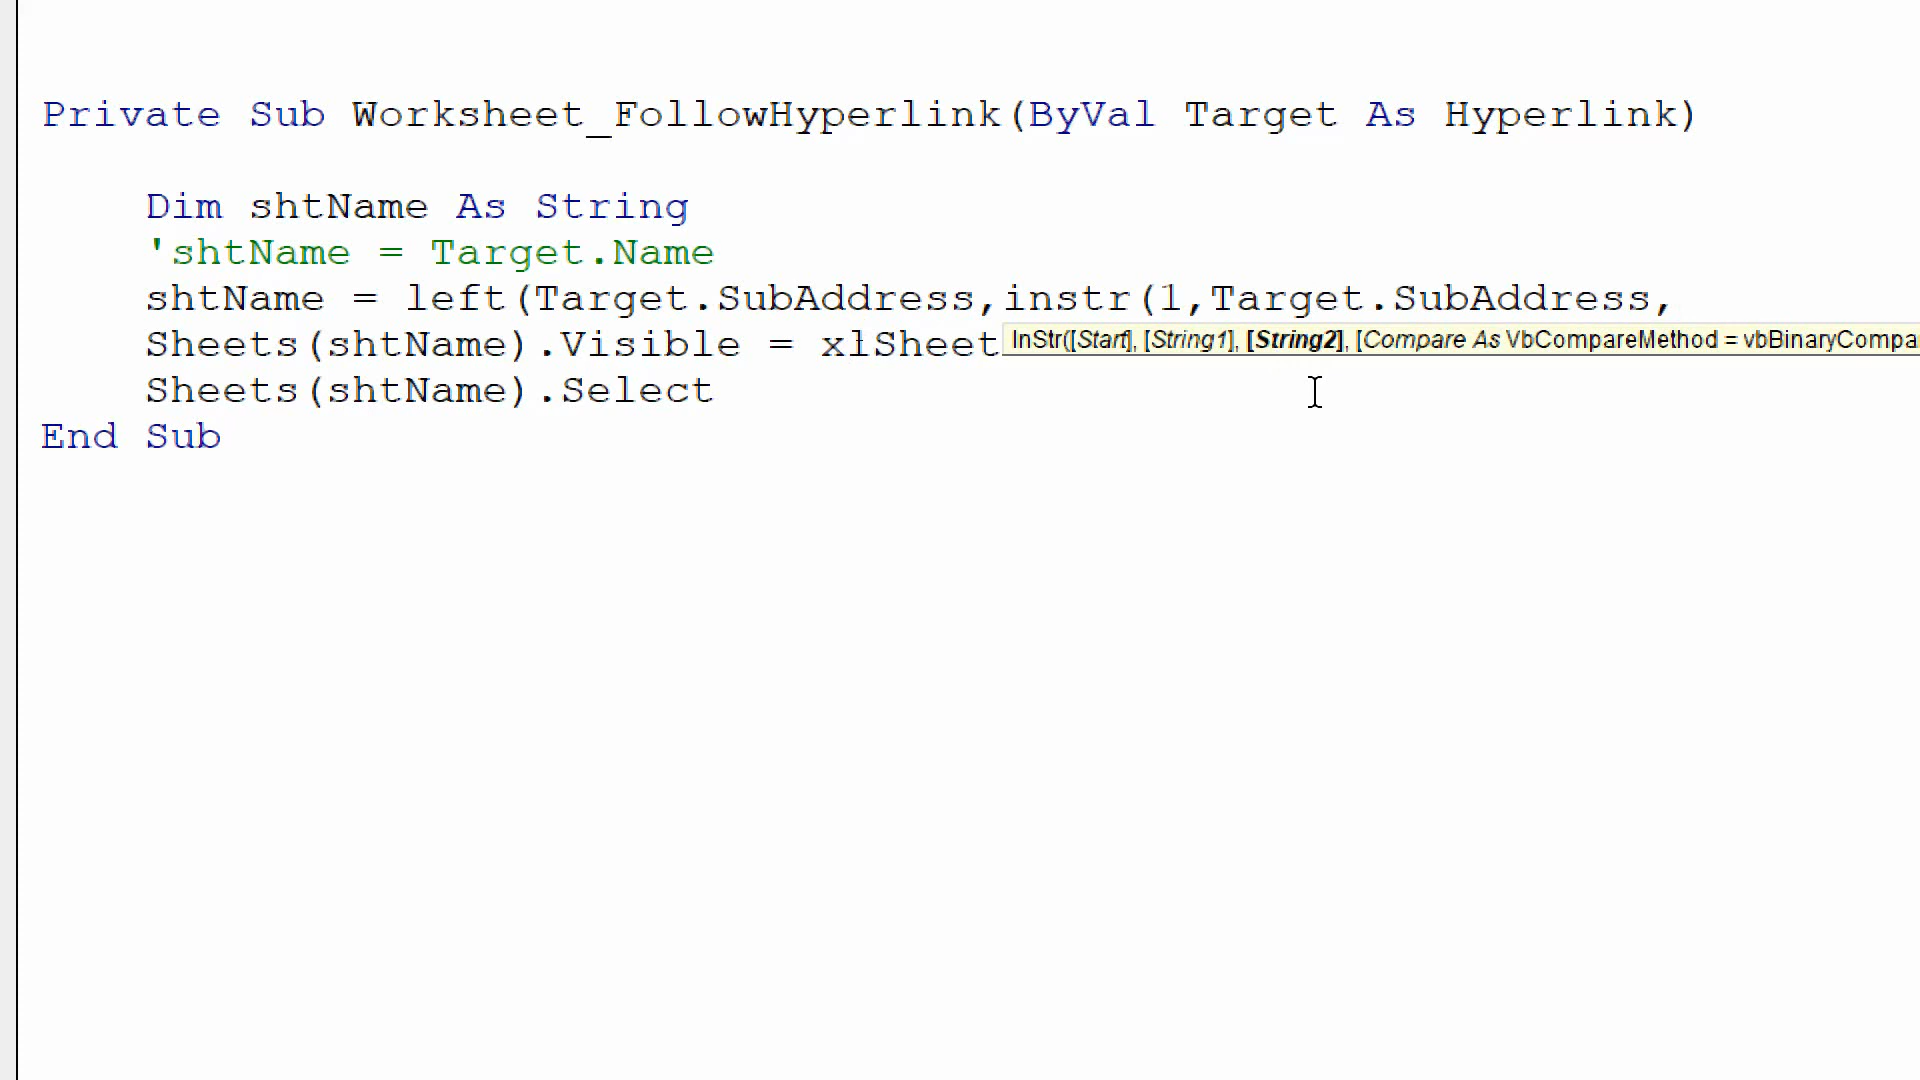 Private Sub Worksheet_FollowHyperlink(ByVal Target As Hyperlink)
Dim shtName As String
'shtName = Target.Name
shtName = left(Target.SubAddress,instr(1,Target.SubAddress,
Sheets(shtName).Visible = xlSheet
InStr([Start], [String1], [String2], [Compare As VbCompareMethod = vbBinaryCompa
Sheets(shtName).Select
End Sub